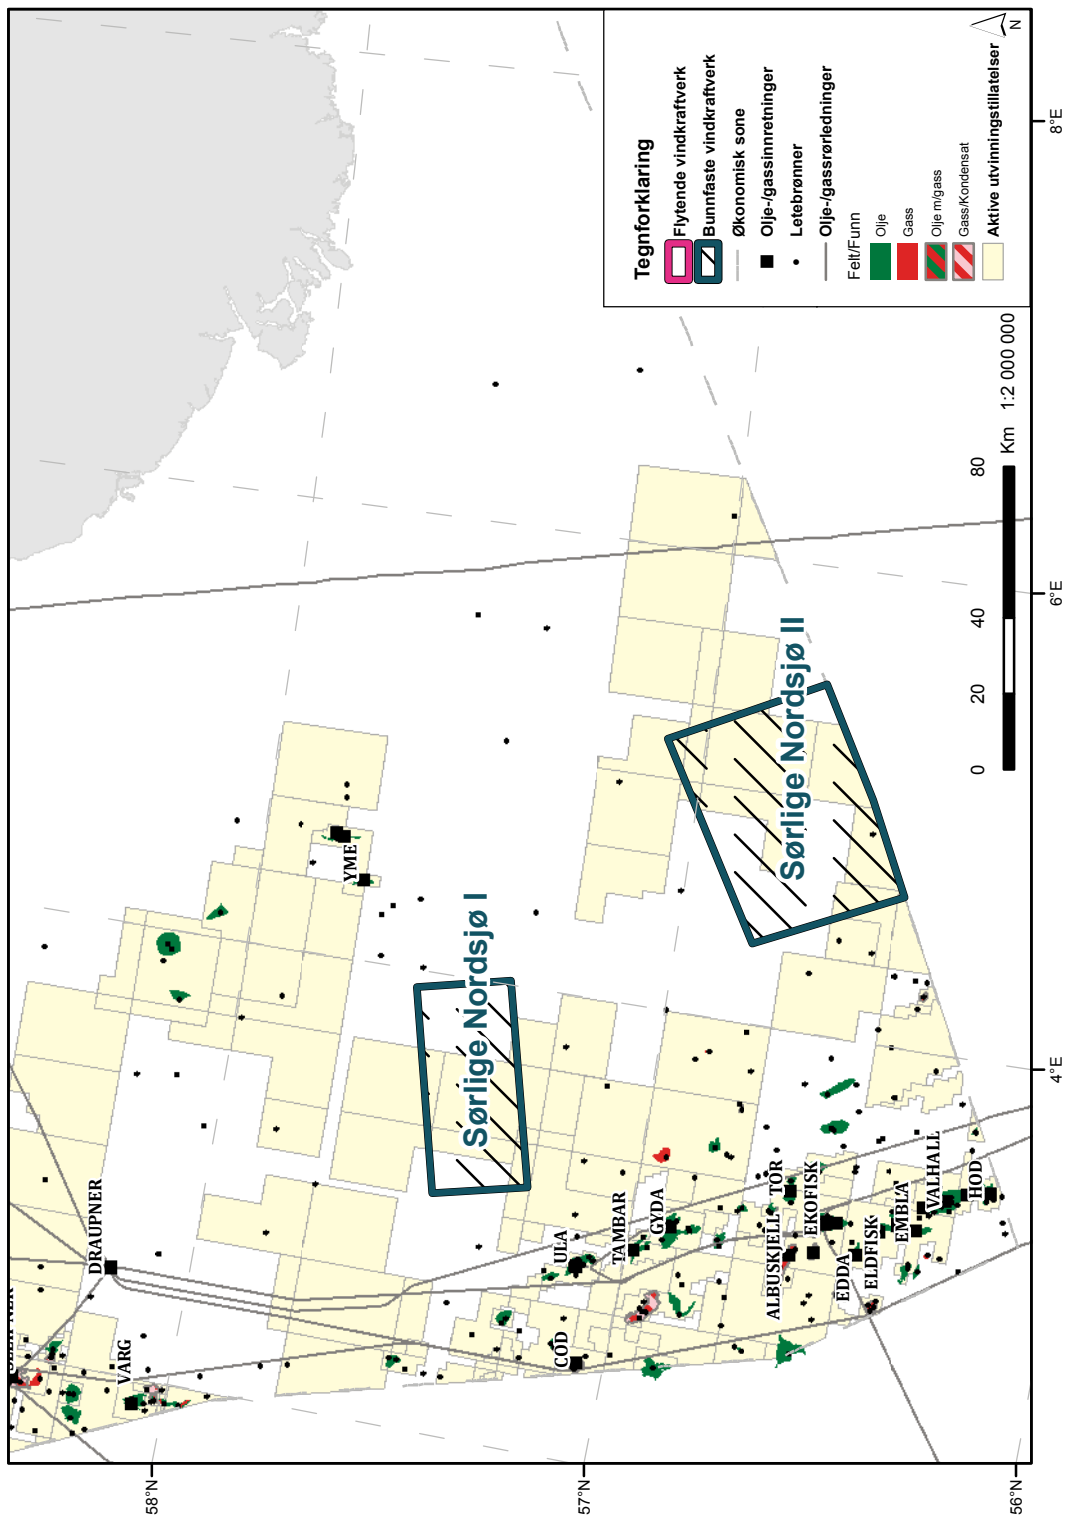 Tegnforklaring
Flytende vindkraftverk
Bunnfaste vindkraftverk
Økonomisk sone
Olje-/gassinnretninger
Letebrønner
Olje-/gassrørledninger
Felt/Funn
Olje
Gass
Olje m/gass
Gass/Kondensat
Aktive utvinningstillatelser
N
0 20 40 80
Km 1:2 000 000
58°N
57°N
56°N
4°E
6°E
8°E
DRAUPNER
VARG
YME
Sørlige Nordsjø I
Sørlige Nordsjø II
ULA
COD
TAMBAR
GYDA
ALBUSKJELL
TOR
EKOFISK
EDDA
ELDFISK
EMBLA
VALHALL
HOD